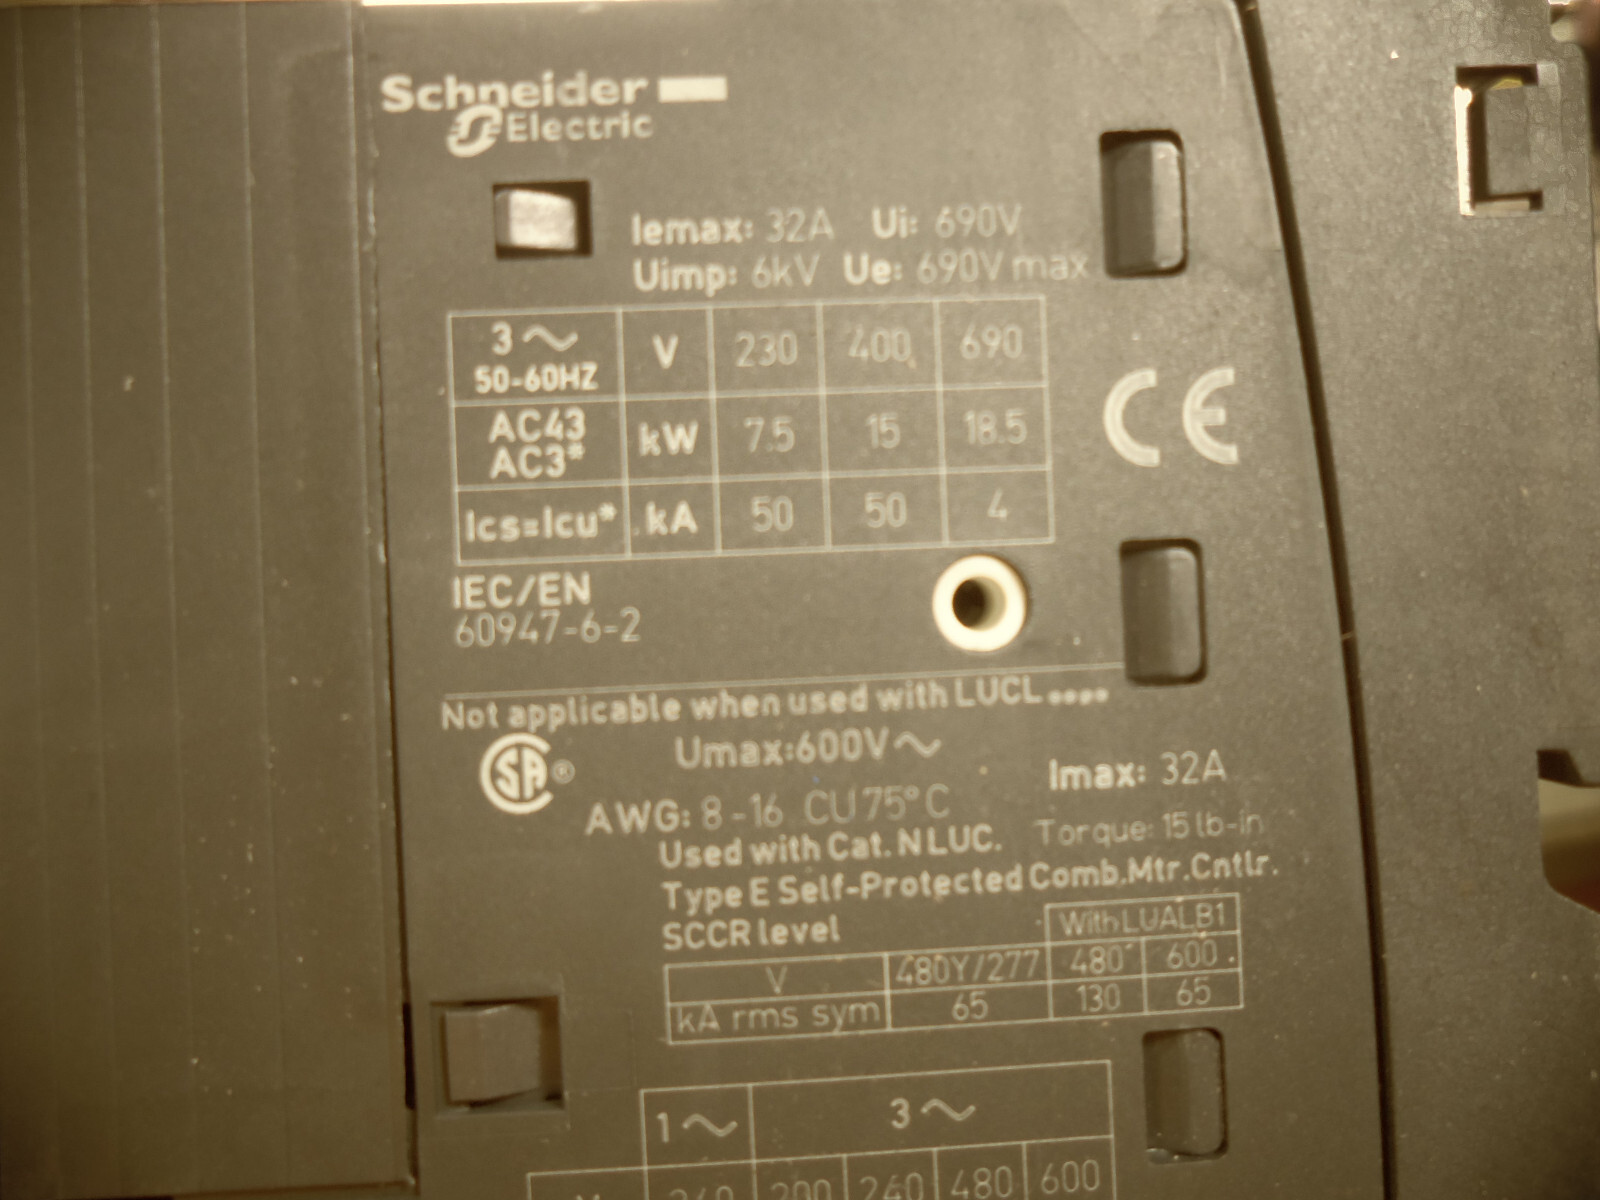 Schneider
Electric
Iemax: 32A Ui: 690V
Uimp: 6kV Ue: 690V max
3 ~ V 230 400 690
50-60HZ
AC43 kW 7.5 15 18.5
AC3*
Ics=Icu* kA 50 50 4
IEC/EN
60947-6-2
CE
Not applicable when used with LUCL....
Umax:600V~
SA ®
Imax: 32A
AWG: 8-16 CU 75°C
Torque: 15 lb-in
Used with Cat. N LUC.
Type E Self-Protected Comb.Mtr.Cntlr.
SCCR level With LUALB1
V 480Y/277 480 600
kA rms sym 65 130 65
1 ~ 3 ~
V 240 200 240 480 600